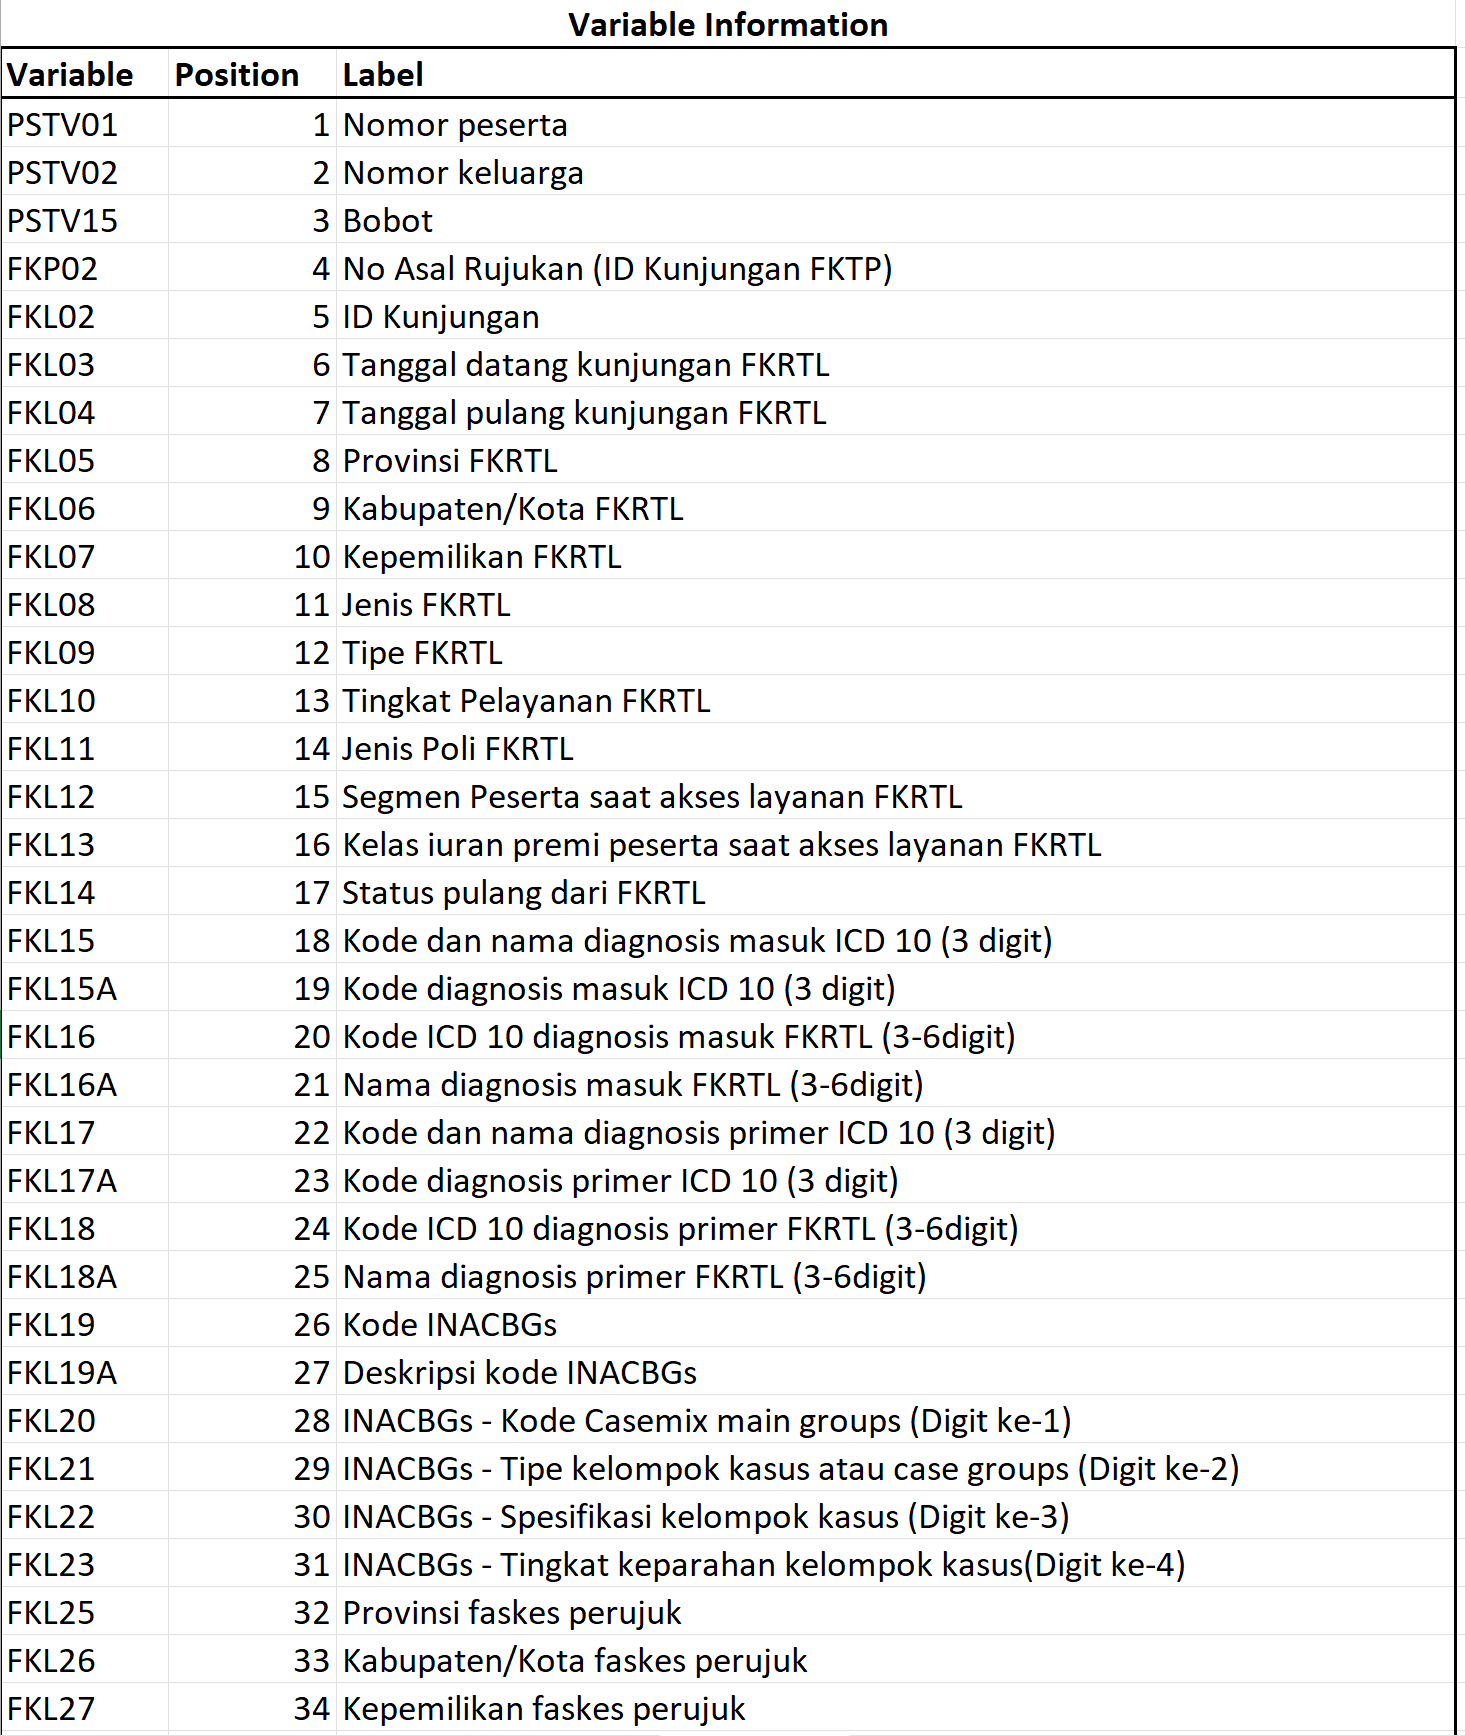 Variable Information
Variable Position Label
PSTV01 1 Nomor peserta
PSTV02 2 Nomor keluarga
PSTV15 3 Bobot
FKP02 4 No Asal Rujukan (ID Kunjungan FKTP)
FKL02 5 ID Kunjungan
FKL03 6 Tanggal datang kunjungan FKRTL
FKL04 7 Tanggal pulang kunjungan FKRTL
FKL05 8 Provinsi FKRTL
FKL06 9 Kabupaten/Kota FKRTL
FKL07 10 Kepemilikan FKRTL
FKL08 11 Jenis FKRTL
FKL09 12 Tipe FKRTL
FKL10 13 Tingkat Pelayanan FKRTL
FKL11 14 Jenis Poli FKRTL
FKL12 15 Segmen Peserta saat akses layanan FKRTL
FKL13 16 Kelas iuran premi peserta saat akses layanan FKRTL
FKL14 17 Status pulang dari FKRTL
FKL15 18 Kode dan nama diagnosis masuk ICD 10 (3 digit)
FKL15A 19 Kode diagnosis masuk ICD 10 (3 digit)
FKL16 20 Kode ICD 10 diagnosis masuk FKRTL (3-6digit)
FKL16A 21 Nama diagnosis masuk FKRTL (3-6digit)
FKL17 22 Kode dan nama diagnosis primer ICD 10 (3 digit)
FKL17A 23 Kode diagnosis primer ICD 10 (3 digit)
FKL18 24 Kode ICD 10 diagnosis primer FKRTL (3-6digit)
FKL18A 25 Nama diagnosis primer FKRTL (3-6digit)
FKL19 26 Kode INACBGs
FKL19A 27 Deskripsi kode INACBGs
FKL20 28 INACBGs - Kode Casemix main groups (Digit ke-1)
FKL21 29 INACBGs - Tipe kelompok kasus atau case groups (Digit ke-2)
FKL22 30 INACBGs - Spesifikasi kelompok kasus (Digit ke-3)
FKL23 31 INACBGs - Tingkat keparahan kelompok kasus(Digit ke-4)
FKL25 32 Provinsi faskes perujuk
FKL26 33 Kabupaten/Kota faskes perujuk
FKL27 34 Kepemilikan faskes perujuk